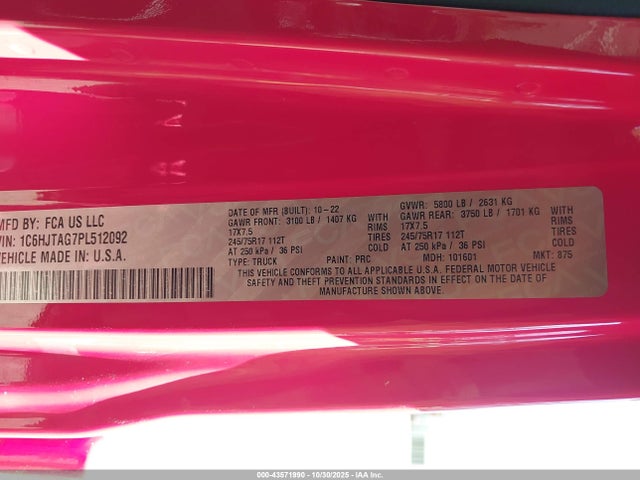 MFD. BY: FCA US LLC
VIN: 1C6HJTAG7PL512092
VEHICLE MADE IN: U.S.A.
DATE OF MFR (BUILT): 10-22
GAWR FRONT: 3100 LB / 1407 KG WITH
17X7.5 RIMS
245/75R17 112T TIRES
AT 250 kPa / 36 PSI COLD
TYPE: TRUCK PAINT: PRC
GVWR: 5800 LB / 2631 KG
GAWR REAR: 3750 LB / 1701 KG WITH
17X7.5 RIMS
245/75R17 112T TIRES
AT 250 kPa / 36 PSI COLD
MDH: 101601 MKT: 875
THIS VEHICLE CONFORMS TO ALL APPLICABLE U.S.A. FEDERAL MOTOR VEHICLE
SAFETY AND THEFT PREVENTION STANDARDS IN EFFECT ON THE DATE OF
MANUFACTURE SHOWN ABOVE.
000-43571990 - 10/30/2025 - IAA Inc.